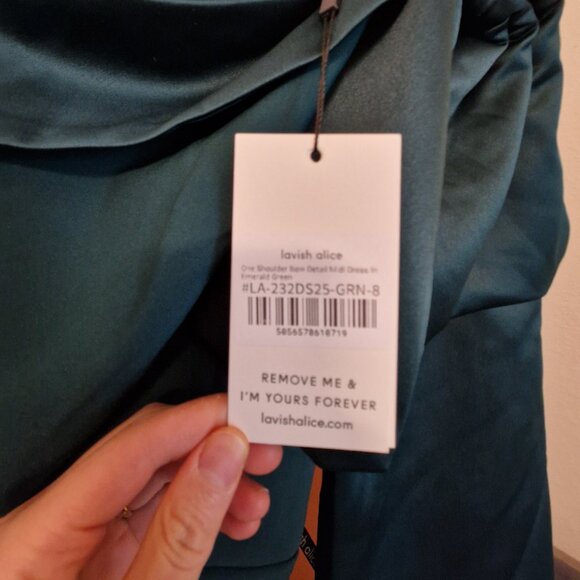 lavish alice
One Shoulder Bow Detail Midi Dress in
Emerald Green
#LA-232DS25-GRN-8
5056578618719
REMOVE ME &
I'M YOURS FOREVER
lavishalice.com